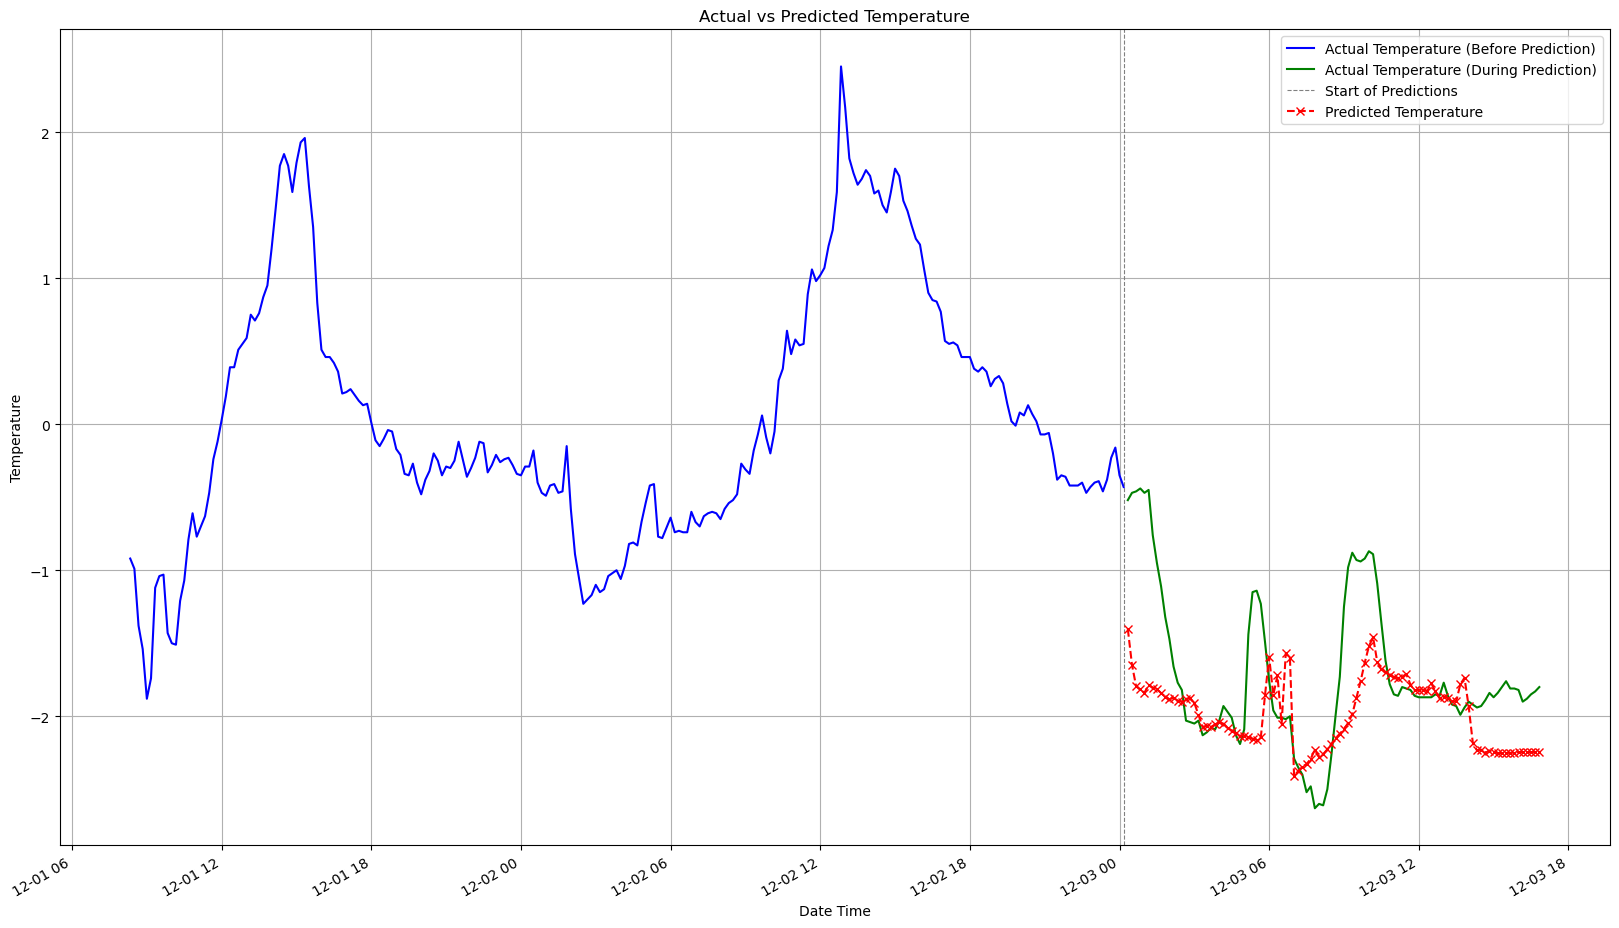 Actual vs Predicted Temperature
Actual Temperature (Before Prediction)
Actual Temperature (During Prediction)
Start of Predictions
Predicted Temperature
Temperature
2
1
0
−1
−2
12-01 06
12-01 12
12-01 18
12-02 00
12-02 06
12-02 12
12-02 18
12-03 00
12-03 06
12-03 12
12-03 18
Date Time